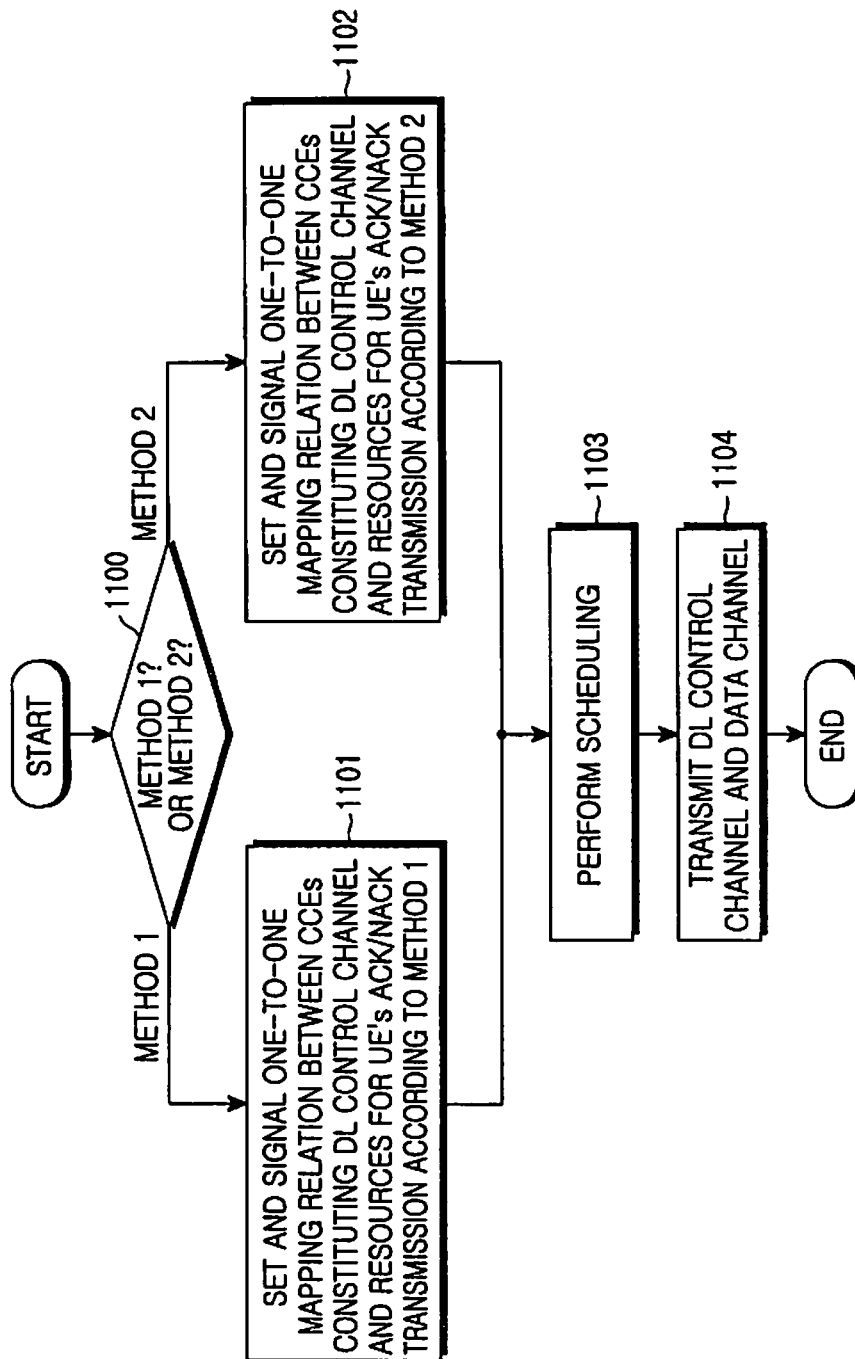 START
1100
METHOD 1?
OR METHOD 2?
METHOD 1
METHOD 2
1101
SET AND SIGNAL ONE-TO-ONE
MAPPING RELATION BETWEEN CCEs
CONSTITUTING DL CONTROL CHANNEL
AND RESOURCES FOR UE's ACK/NACK
TRANSMISSION ACCORDING TO METHOD 1
1102
SET AND SIGNAL ONE-TO-ONE
MAPPING RELATION BETWEEN CCEs
CONSTITUTING DL CONTROL CHANNEL
AND RESOURCES FOR UE's ACK/NACK
TRANSMISSION ACCORDING TO METHOD 2
1103
PERFORM SCHEDULING
1104
TRANSMIT DL CONTROL
CHANNEL AND DATA CHANNEL
END